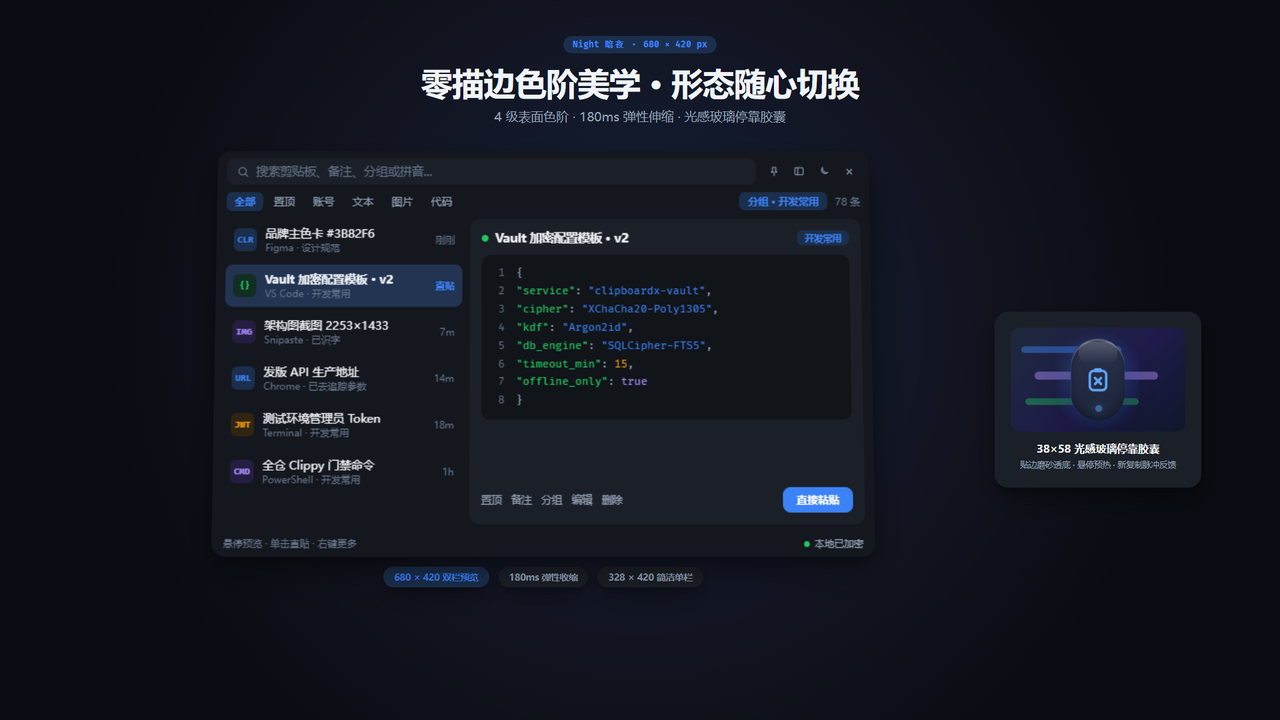 Night 暗夜 · 680 × 420 px
零描边色阶美学 • 形态随心切换
4 级表面色阶 · 180ms 弹性伸缩 · 光感玻璃停靠胶囊
搜索剪贴板、备注、分组或拼音...
全部 置顶 账号 文本 图片 代码
分组 • 开发常用 78 条
CLR 品牌主色卡 #3B82F6 刚刚
Figma · 设计规范
{} Vault 加密配置模板 • v2 直贴
VS Code · 开发常用
IMG 架构图截图 2253×1433 7m
Snipaste · 已识字
URL 发版 API 生产地址 14m
Chrome · 已去追踪参数
JWT 测试环境管理员 Token 18m
Terminal · 开发常用
CMD 全仓 Clippy 门禁命令 1h
PowerShell · 开发常用
Vault 加密配置模板 • v2 开发常用
1 {
2 "service": "clipboardx-vault",
3 "cipher": "XChaCha20-Poly1305",
4 "kdf": "Argon2id",
5 "db_engine": "SQLCipher-FTS5",
6 "timeout_min": 15,
7 "offline_only": true
8 }
置顶 备注 分组 编辑 删除 直接粘贴
悬停预览 · 单击直贴 · 右键更多 本地已加密
680 × 420 双栏预览 180ms 弹性收缩 328 × 420 简洁单栏
38×58 光感玻璃停靠胶囊
贴边磨砂透底 · 悬停预热 · 新复制脉冲反馈